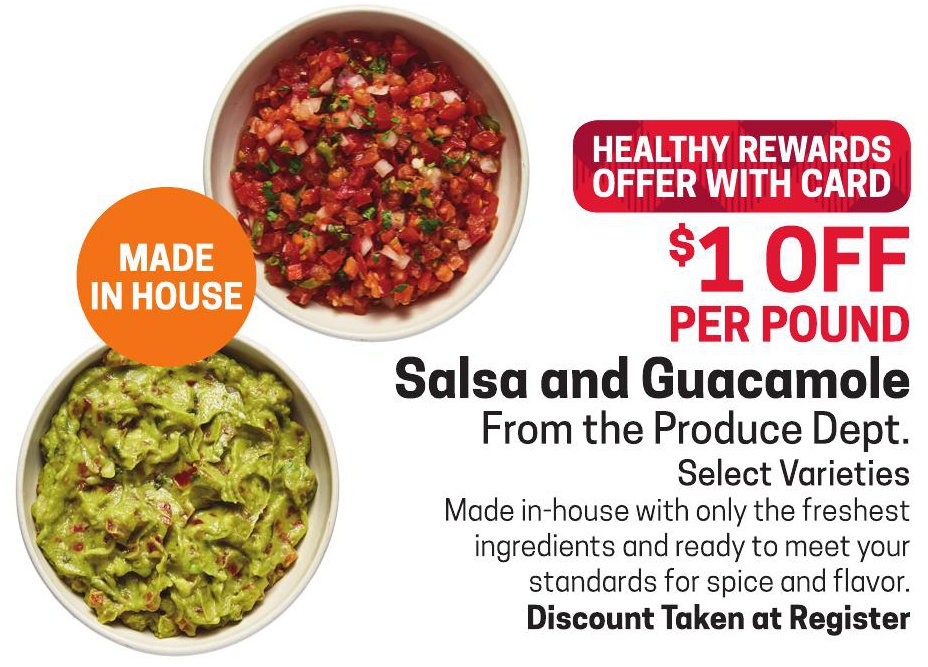 MADE
IN HOUSE
HEALTHY REWARDS
OFFER WITH CARD
$1 OFF
PER POUND
Salsa and Guacamole
From the Produce Dept.
Select Varieties
Made in-house with only the freshest
ingredients and ready to meet your
standards for spice and flavor.
Discount Taken at Register